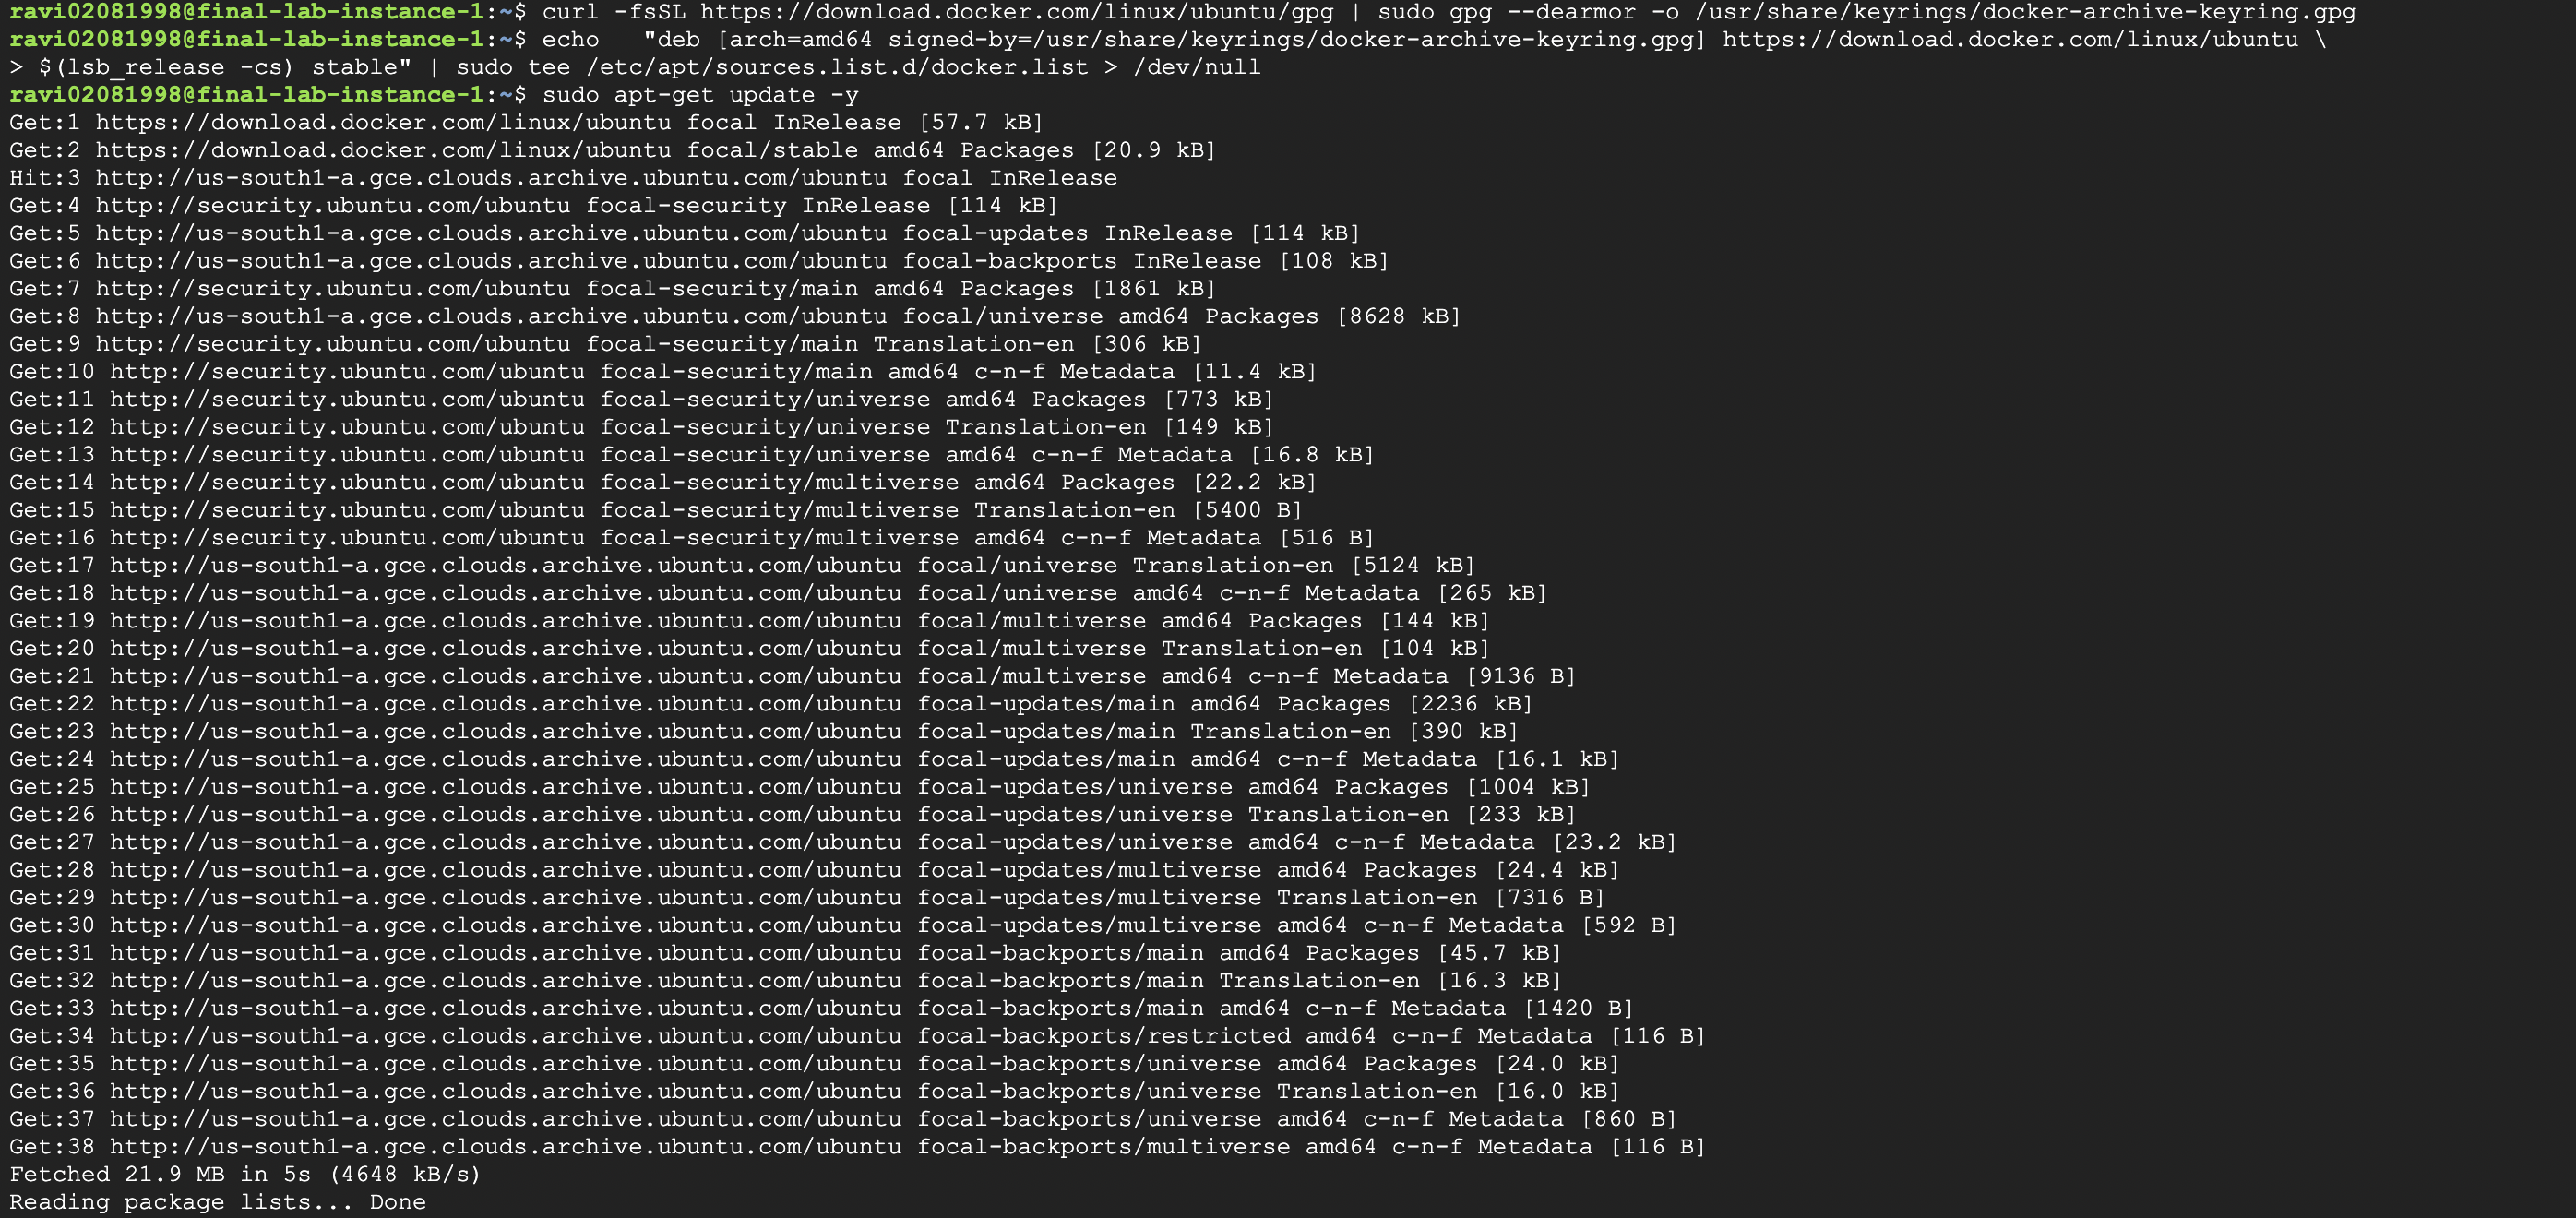 ravi02081998@final-lab-instance-1:~$ curl -fsSL https://download.docker.com/linux/ubuntu/gpg | sudo gpg --dearmor -o /usr/share/keyrings/docker-archive-keyring.gpg
ravi02081998@final-lab-instance-1:~$ echo   "deb [arch=amd64 signed-by=/usr/share/keyrings/docker-archive-keyring.gpg] https://download.docker.com/linux/ubuntu \
> $(lsb_release -cs) stable" | sudo tee /etc/apt/sources.list.d/docker.list > /dev/null
ravi02081998@final-lab-instance-1:~$ sudo apt-get update -y
Get:1 https://download.docker.com/linux/ubuntu focal InRelease [57.7 kB]
Get:2 https://download.docker.com/linux/ubuntu focal/stable amd64 Packages [20.9 kB]
Hit:3 http://us-south1-a.gce.clouds.archive.ubuntu.com/ubuntu focal InRelease
Get:4 http://security.ubuntu.com/ubuntu focal-security InRelease [114 kB]
Get:5 http://us-south1-a.gce.clouds.archive.ubuntu.com/ubuntu focal-updates InRelease [114 kB]
Get:6 http://us-south1-a.gce.clouds.archive.ubuntu.com/ubuntu focal-backports InRelease [108 kB]
Get:7 http://security.ubuntu.com/ubuntu focal-security/main amd64 Packages [1861 kB]
Get:8 http://us-south1-a.gce.clouds.archive.ubuntu.com/ubuntu focal/universe amd64 Packages [8628 kB]
Get:9 http://security.ubuntu.com/ubuntu focal-security/main Translation-en [306 kB]
Get:10 http://security.ubuntu.com/ubuntu focal-security/main amd64 c-n-f Metadata [11.4 kB]
Get:11 http://security.ubuntu.com/ubuntu focal-security/universe amd64 Packages [773 kB]
Get:12 http://security.ubuntu.com/ubuntu focal-security/universe Translation-en [149 kB]
Get:13 http://security.ubuntu.com/ubuntu focal-security/universe amd64 c-n-f Metadata [16.8 kB]
Get:14 http://security.ubuntu.com/ubuntu focal-security/multiverse amd64 Packages [22.2 kB]
Get:15 http://security.ubuntu.com/ubuntu focal-security/multiverse Translation-en [5400 B]
Get:16 http://security.ubuntu.com/ubuntu focal-security/multiverse amd64 c-n-f Metadata [516 B]
Get:17 http://us-south1-a.gce.clouds.archive.ubuntu.com/ubuntu focal/universe Translation-en [5124 kB]
Get:18 http://us-south1-a.gce.clouds.archive.ubuntu.com/ubuntu focal/universe amd64 c-n-f Metadata [265 kB]
Get:19 http://us-south1-a.gce.clouds.archive.ubuntu.com/ubuntu focal/multiverse amd64 Packages [144 kB]
Get:20 http://us-south1-a.gce.clouds.archive.ubuntu.com/ubuntu focal/multiverse Translation-en [104 kB]
Get:21 http://us-south1-a.gce.clouds.archive.ubuntu.com/ubuntu focal/multiverse amd64 c-n-f Metadata [9136 B]
Get:22 http://us-south1-a.gce.clouds.archive.ubuntu.com/ubuntu focal-updates/main amd64 Packages [2236 kB]
Get:23 http://us-south1-a.gce.clouds.archive.ubuntu.com/ubuntu focal-updates/main Translation-en [390 kB]
Get:24 http://us-south1-a.gce.clouds.archive.ubuntu.com/ubuntu focal-updates/main amd64 c-n-f Metadata [16.1 kB]
Get:25 http://us-south1-a.gce.clouds.archive.ubuntu.com/ubuntu focal-updates/universe amd64 Packages [1004 kB]
Get:26 http://us-south1-a.gce.clouds.archive.ubuntu.com/ubuntu focal-updates/universe Translation-en [233 kB]
Get:27 http://us-south1-a.gce.clouds.archive.ubuntu.com/ubuntu focal-updates/universe amd64 c-n-f Metadata [23.2 kB]
Get:28 http://us-south1-a.gce.clouds.archive.ubuntu.com/ubuntu focal-updates/multiverse amd64 Packages [24.4 kB]
Get:29 http://us-south1-a.gce.clouds.archive.ubuntu.com/ubuntu focal-updates/multiverse Translation-en [7316 B]
Get:30 http://us-south1-a.gce.clouds.archive.ubuntu.com/ubuntu focal-updates/multiverse amd64 c-n-f Metadata [592 B]
Get:31 http://us-south1-a.gce.clouds.archive.ubuntu.com/ubuntu focal-backports/main amd64 Packages [45.7 kB]
Get:32 http://us-south1-a.gce.clouds.archive.ubuntu.com/ubuntu focal-backports/main Translation-en [16.3 kB]
Get:33 http://us-south1-a.gce.clouds.archive.ubuntu.com/ubuntu focal-backports/main amd64 c-n-f Metadata [1420 B]
Get:34 http://us-south1-a.gce.clouds.archive.ubuntu.com/ubuntu focal-backports/restricted amd64 c-n-f Metadata [116 B]
Get:35 http://us-south1-a.gce.clouds.archive.ubuntu.com/ubuntu focal-backports/universe amd64 Packages [24.0 kB]
Get:36 http://us-south1-a.gce.clouds.archive.ubuntu.com/ubuntu focal-backports/universe Translation-en [16.0 kB]
Get:37 http://us-south1-a.gce.clouds.archive.ubuntu.com/ubuntu focal-backports/universe amd64 c-n-f Metadata [860 B]
Get:38 http://us-south1-a.gce.clouds.archive.ubuntu.com/ubuntu focal-backports/multiverse amd64 c-n-f Metadata [116 B]
Fetched 21.9 MB in 5s (4648 kB/s)
Reading package lists... Done